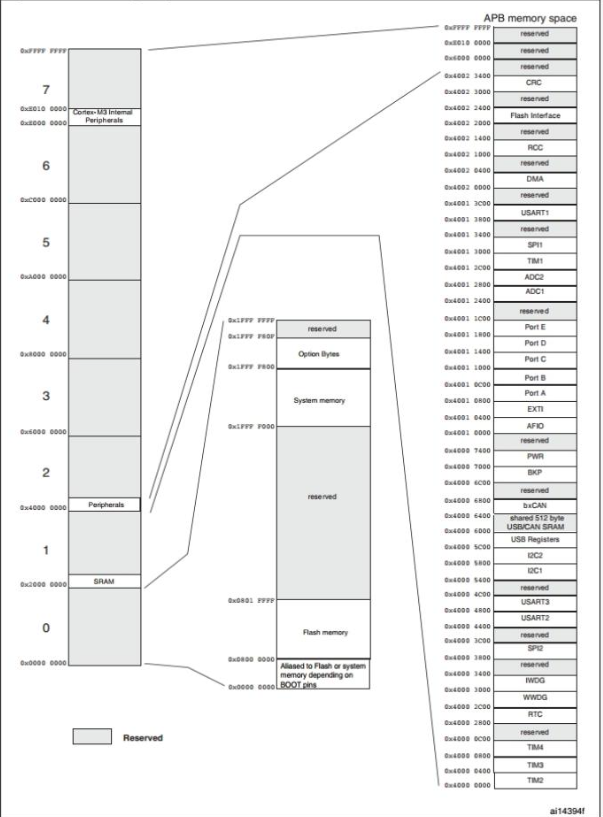 0xFFFF FFFF
7
0xE010 0000
Cortex-M3 Internal
Peripherals
0xE000 0000
6
0xC000 0000
5
0xA000 0000
4
0x8000 0000
3
0x6000 0000
2
0x4000 0000
Peripherals
1
0x2000 0000
SRAM
0
0x0000 0000
Reserved
0x1FFF FFFF
reserved
0x1FFF F80F
Option Bytes
0x1FFF F800
System memory
0x1FFF F000
reserved
0x0801 FFFF
Flash memory
0x0800 0000
Aliased to Flash or system
memory depending on
BOOT pins
0x0000 0000
APB memory space
0xFFFF FFFF
reserved
0xE010 0000
reserved
0x6000 0000
reserved
0x4002 3400
CRC
0x4002 3000
reserved
0x4002 2400
Flash Interface
0x4002 2000
reserved
0x4002 1400
RCC
0x4002 1000
reserved
0x4002 0400
DMA
0x4002 0000
reserved
0x4001 3C00
USART1
0x4001 3800
reserved
0x4001 3400
SPI1
0x4001 3000
TIM1
0x4001 2C00
ADC2
0x4001 2800
ADC1
0x4001 2400
reserved
0x4001 1C00
Port E
0x4001 1800
Port D
0x4001 1400
Port C
0x4001 1000
Port B
0x4001 0C00
Port A
0x4001 0800
EXTI
0x4001 0400
AFIO
0x4001 0000
reserved
0x4000 7400
PWR
0x4000 7000
BKP
0x4000 6C00
reserved
0x4000 6800
bxCAN
0x4000 6400
shared 512 byte
USB/CAN SRAM
0x4000 6000
USB Registers
0x4000 5C00
I2C2
0x4000 5800
I2C1
0x4000 5400
reserved
0x4000 4C00
USART3
0x4000 4800
USART2
0x4000 4400
reserved
0x4000 3C00
SPI2
0x4000 3800
reserved
0x4000 3400
IWDG
0x4000 3000
WWDG
0x4000 2C00
RTC
0x4000 2800
reserved
0x4000 0C00
TIM4
0x4000 0800
TIM3
0x4000 0400
TIM2
0x4000 0000
ai14394f